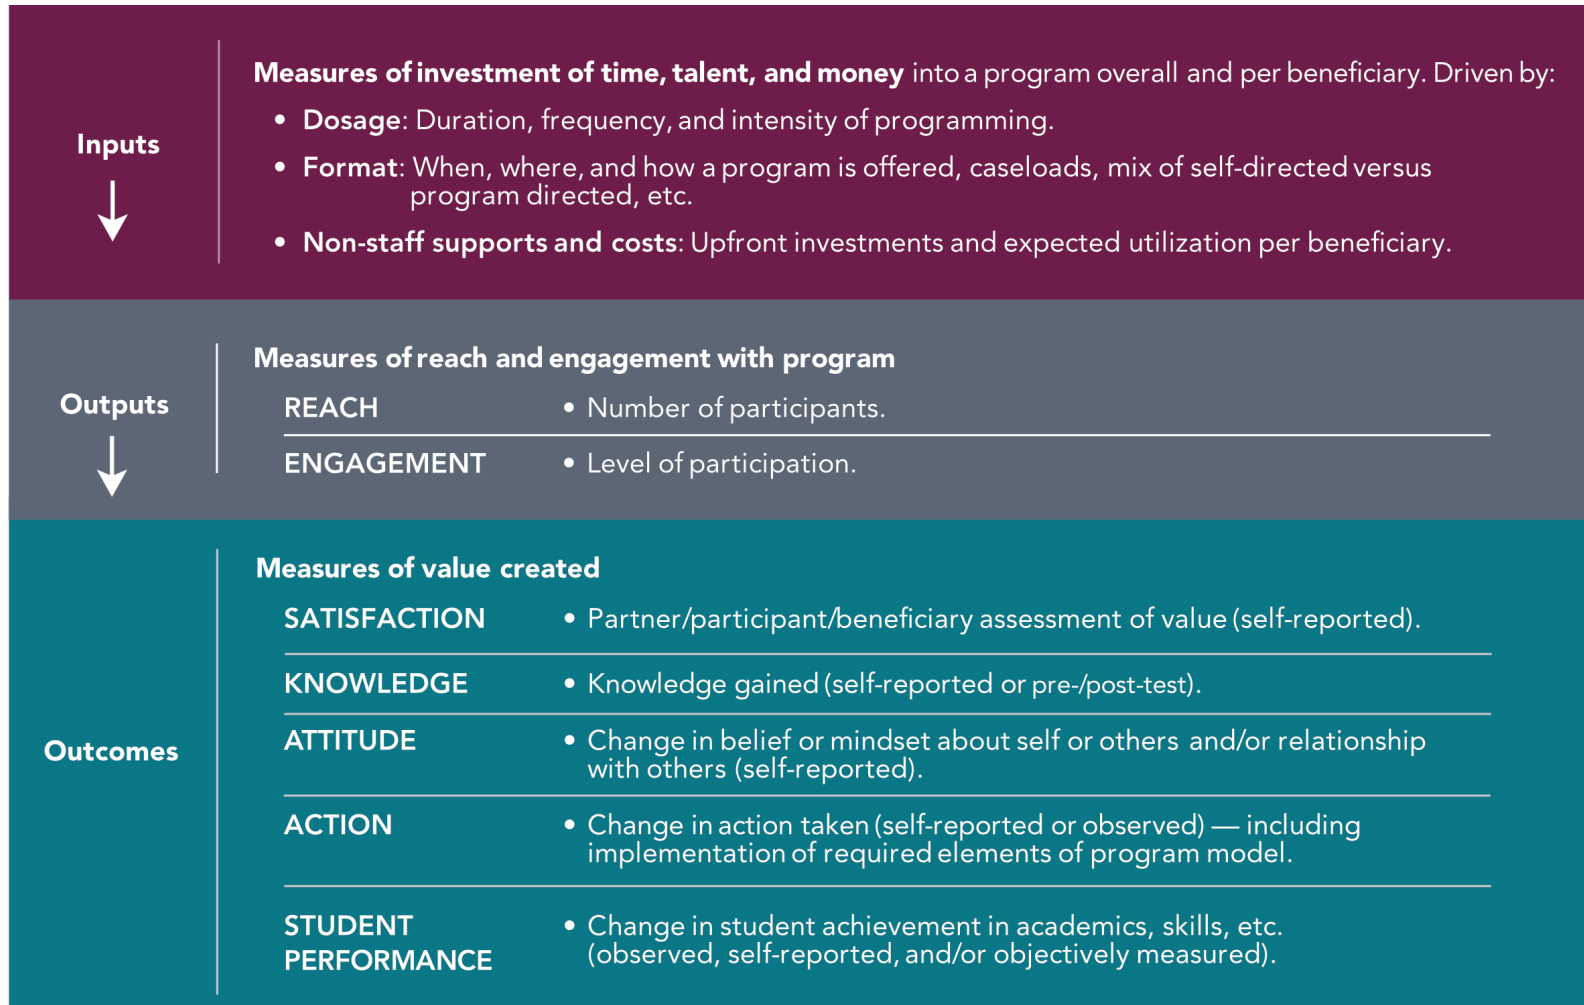 Inputs
Measures of investment of time, talent, and money into a program overall and per beneficiary. Driven by:
• Dosage: Duration, frequency, and intensity of programming.
• Format: When, where, and how a program is offered, caseloads, mix of self-directed versus
program directed, etc.
• Non-staff supports and costs: Upfront investments and expected utilization per beneficiary.
Outputs
Measures of reach and engagement with program
REACH • Number of participants.
ENGAGEMENT • Level of participation.
Outcomes
Measures of value created
SATISFACTION • Partner/participant/beneficiary assessment of value (self-reported).
KNOWLEDGE • Knowledge gained (self-reported or pre-/post-test).
ATTITUDE • Change in belief or mindset about self or others and/or relationship
with others (self-reported).
ACTION • Change in action taken (self-reported or observed) — including
implementation of required elements of program model.
STUDENT • Change in student achievement in academics, skills, etc.
PERFORMANCE (observed, self-reported, and/or objectively measured).